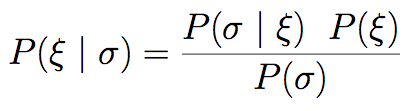 P(ξ | σ) = P(σ | ξ) P(ξ) / P(σ)